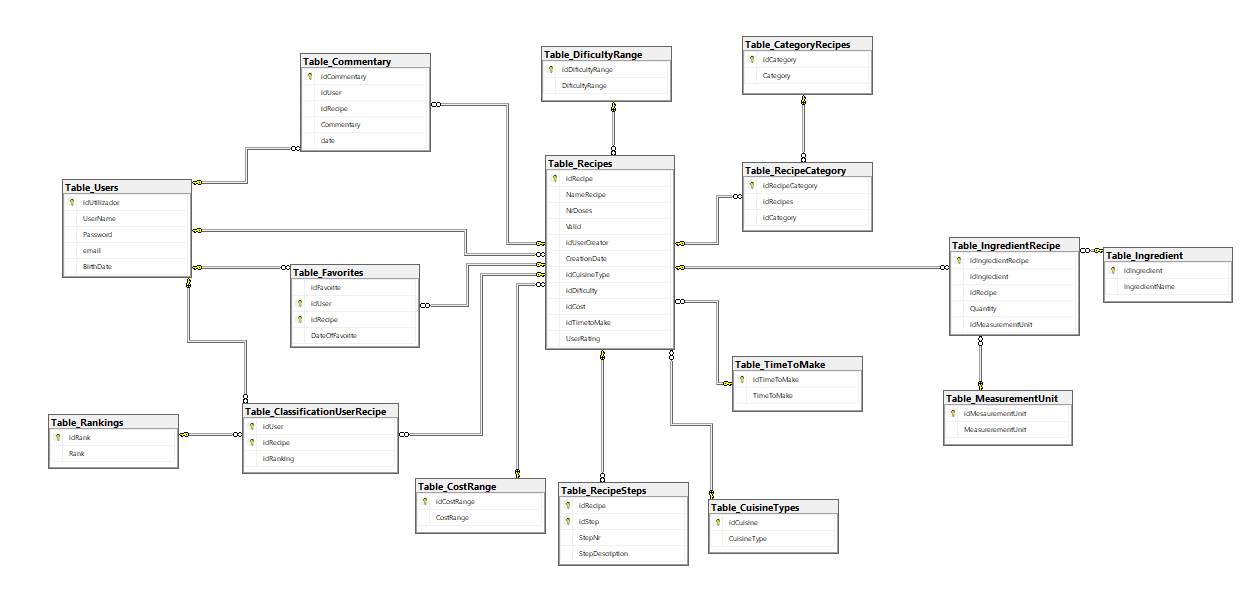 Table_Commentary
idCommentary
idUser
idRecipe
Commentary
date
Table_DificultyRange
idDificultyRange
DificultyRange
Table_CategoryRecipes
idCategory
Category
Table_Users
idUtilizador
UserName
Password
email
BirthDate
Table_Recipes
idRecipe
NameRecipe
NrDoses
Valid
idUserCreator
CreationDate
idCuisineType
idDificulty
idCost
idTimetoMake
UserRating
Table_RecipeCategory
idRecipeCategory
idRecipes
idCategory
Table_IngredientRecipe
idIngredientRecipe
idIngredient
idRecipe
Quantity
idMeasurementUnit
Table_Ingredient
idIngredient
IngredientName
Table_Favorites
idFavorite
idUser
idRecipe
DateOfFavorite
Table_TimeToMake
idTimeToMake
TimeToMake
Table_MeasurementUnit
idMesaurementUnit
MeasurerementUnit
Table_Rankings
idRank
Rank
Table_ClassificationUserRecipe
idUser
idRecipe
idRanking
Table_CostRange
idCostRange
CostRange
Table_RecipeSteps
idRecipe
idStep
StepNr
StepDescription
Table_CuisineTypes
idCuisine
CuisineType